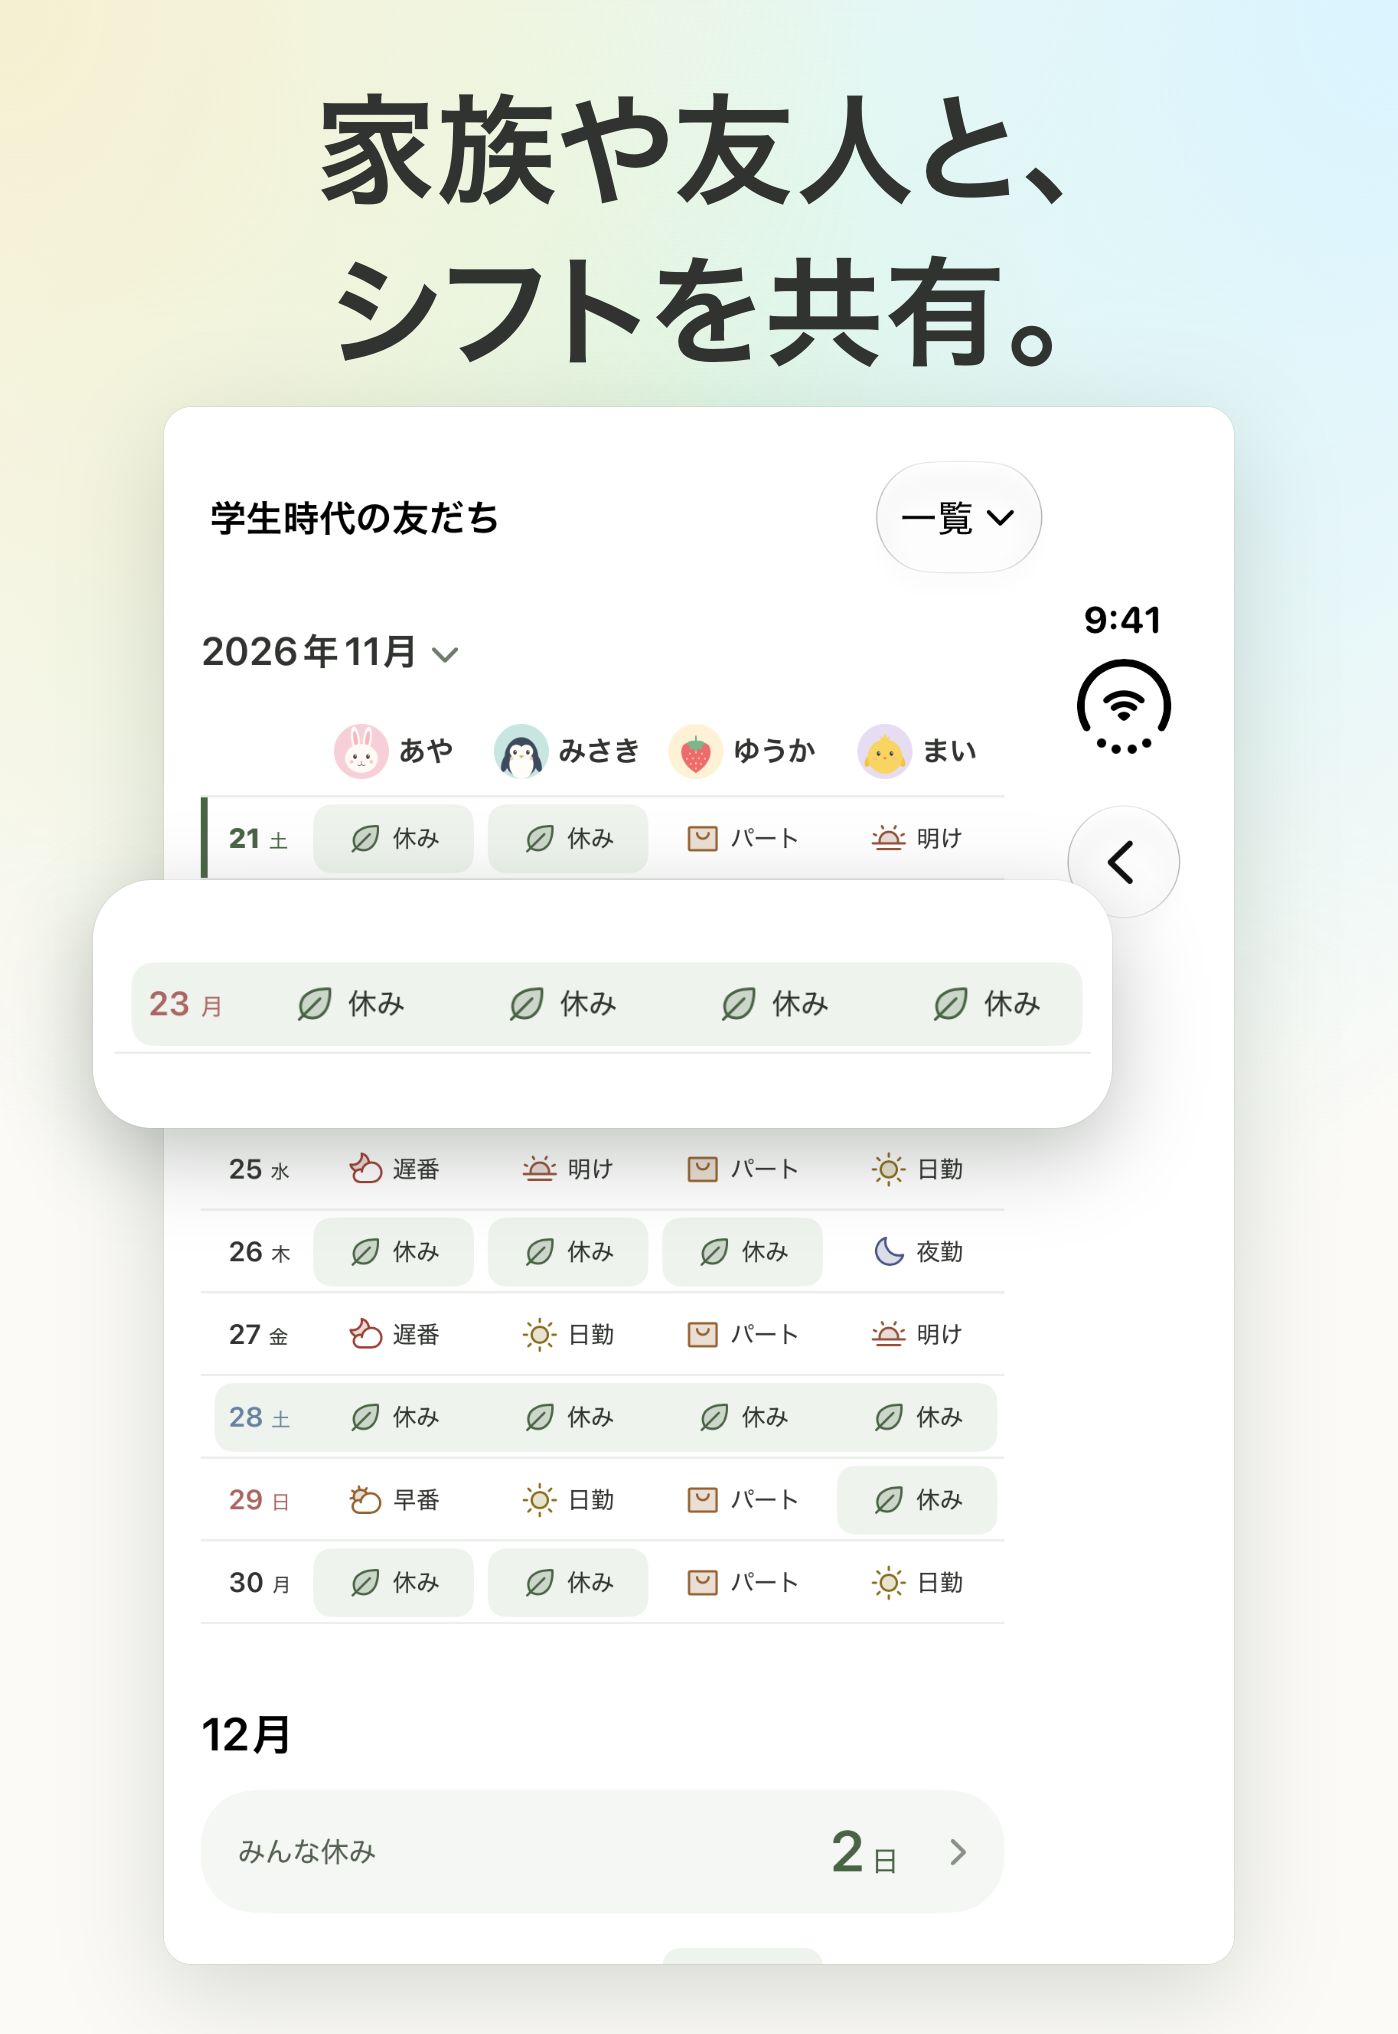 家族や友人と、
シフトを共有。
学生時代の友だち
一覧
9:41
2026年11月
あや みさき ゆうか まい
21 土 休み 休み パート 明け
23 月 休み 休み 休み 休み
25 水 遅番 明け パート 日勤
26 木 休み 休み 休み 夜勤
27 金 遅番 日勤 パート 明け
28 土 休み 休み 休み 休み
29 日 早番 日勤 パート 休み
30 月 休み 休み パート 日勤
12月
みんな休み 2日